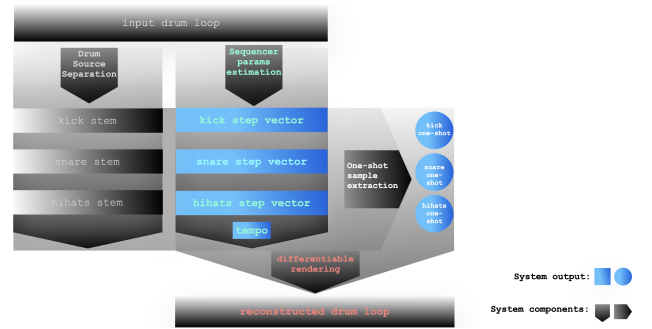 input drum loop
Drum
Source
Separation
Sequencer
params
estimation
kick stem
kick step vector
snare stem
snare step vector
hihats stem
hihats step vector
tempo
One-shot
sample
extraction
kick
one-shot
snare
one-
shot
hihats
one-
shot
differentiable
rendering
reconstructed drum loop
System output:
System components: